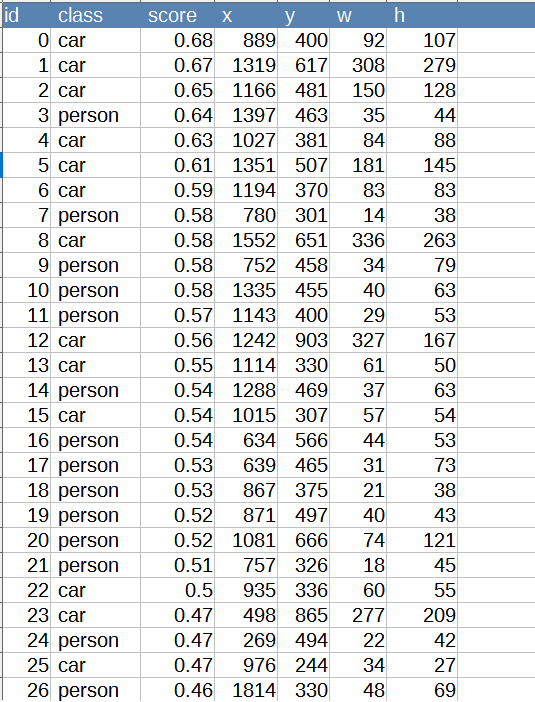 id class score x y w h
0 car 0.68 889 400 92 107
1 car 0.67 1319 617 308 279
2 car 0.65 1166 481 150 128
3 person 0.64 1397 463 35 44
4 car 0.63 1027 381 84 88
5 car 0.61 1351 507 181 145
6 car 0.59 1194 370 83 83
7 person 0.58 780 301 14 38
8 car 0.58 1552 651 336 263
9 person 0.58 752 458 34 79
10 person 0.58 1335 455 40 63
11 person 0.57 1143 400 29 53
12 car 0.56 1242 903 327 167
13 car 0.55 1114 330 61 50
14 person 0.54 1288 469 37 63
15 car 0.54 1015 307 57 54
16 person 0.54 634 566 44 53
17 person 0.53 639 465 31 73
18 person 0.53 867 375 21 38
19 person 0.52 871 497 40 43
20 person 0.52 1081 666 74 121
21 person 0.51 757 326 18 45
22 car 0.5 935 336 60 55
23 car 0.47 498 865 277 209
24 person 0.47 269 494 22 42
25 car 0.47 976 244 34 27
26 person 0.46 1814 330 48 69